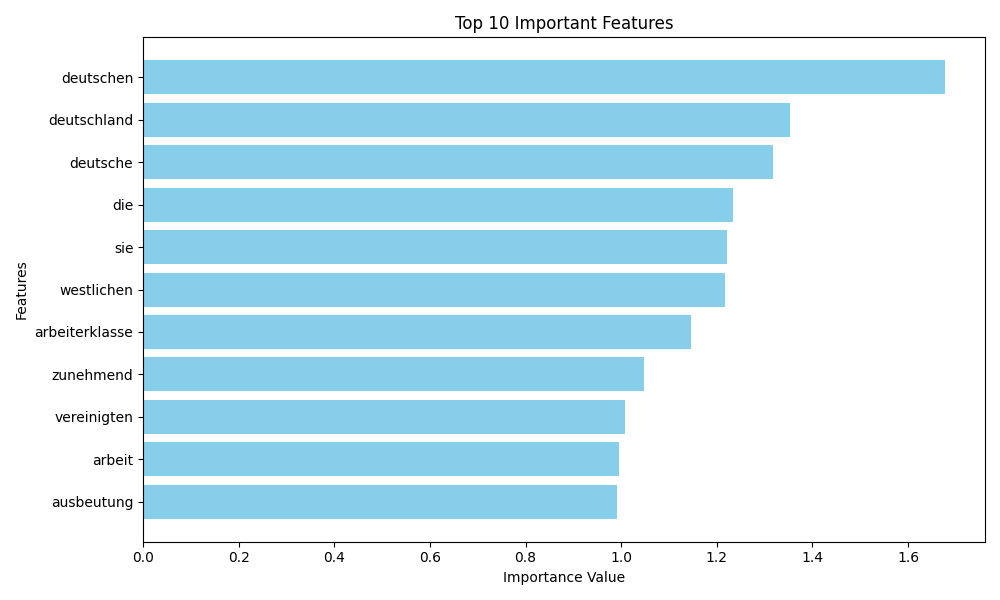 Top 10 Important Features
deutschen
deutschland
deutsche
die
sie
westlichen
arbeiterklasse
zunehmend
vereinigten
arbeit
ausbeutung
Features
0.0 0.2 0.4 0.6 0.8 1.0 1.2 1.4 1.6
Importance Value